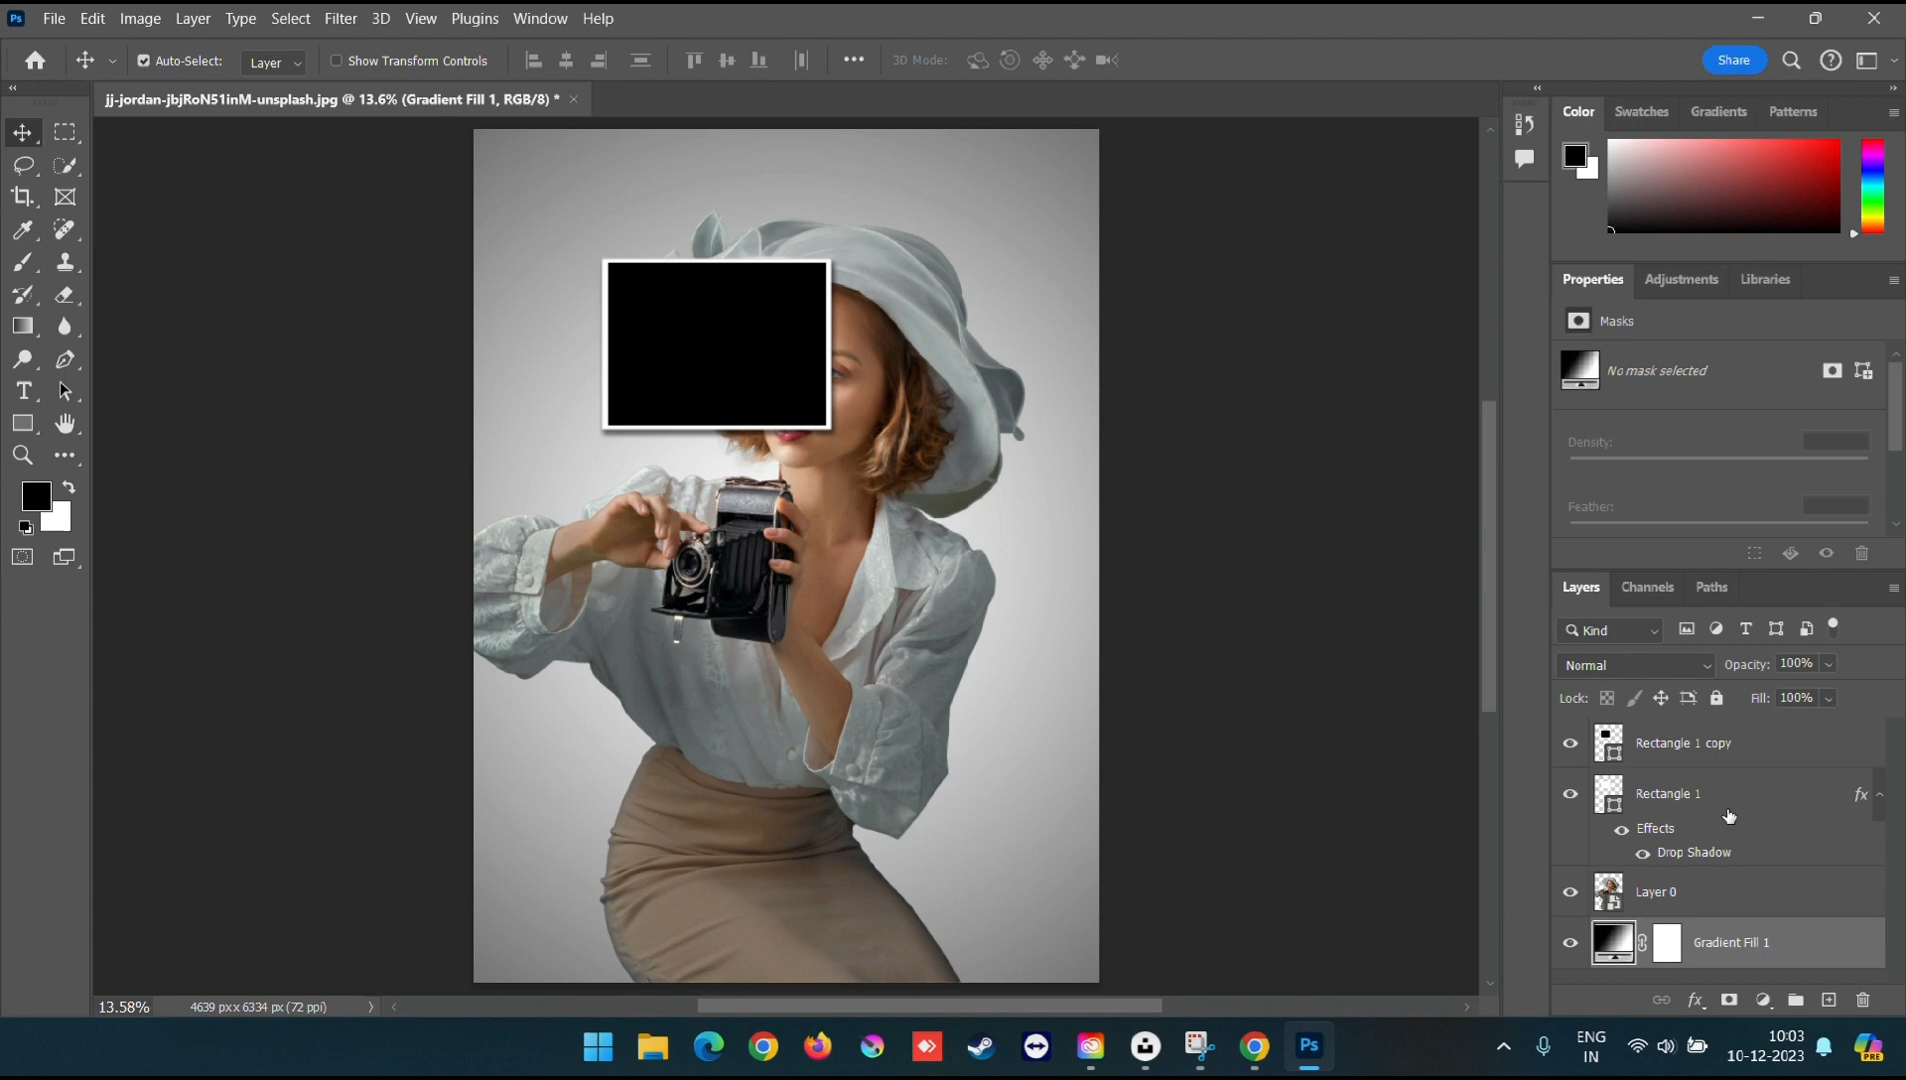 Ps File Edit Image Layer Type Select Filter 3D View Plugins Window Help
Auto-Select: Layer Show Transform Controls 3D Mode: Share
jj-jordan-jbjRoN51inM-unsplash.jpg @ 13.6% (Gradient Fill 1, RGB/8) *
Color Swatches Gradients Patterns
Properties Adjustments Libraries
Masks
No mask selected
Density:
Feather:
Layers Channels Paths
Kind
Normal Opacity: 100%
Lock: Fill: 100%
Rectangle 1 copy
Rectangle 1 fx
Effects
Drop Shadow
Layer 0
Gradient Fill 1
13.58% 4639 px x 6334 px (72 ppi)
fx
Ps
ENG
IN
10:03
10-12-2023
PRE